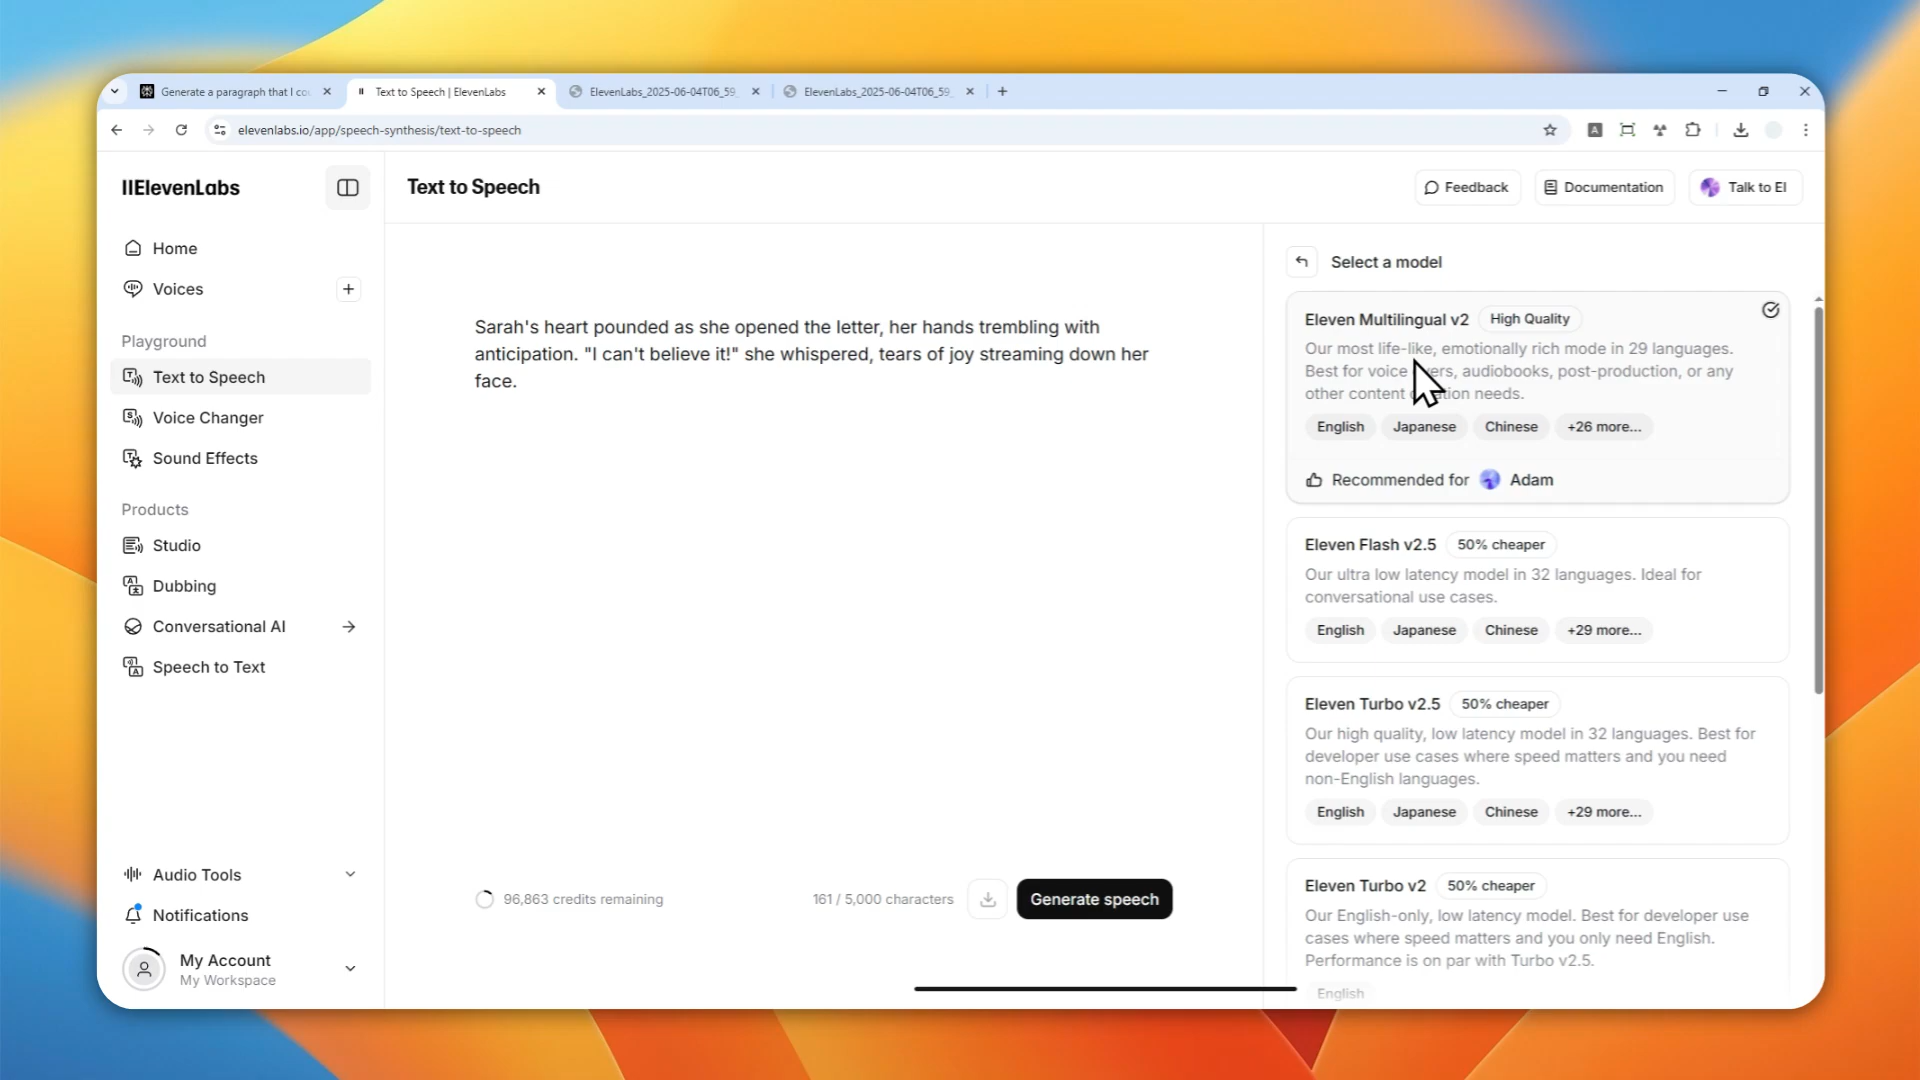 Generate a paragraph that I cou
Text to Speech | ElevenLabs
ElevenLabs_2025-06-04T06_59_
ElevenLabs_2025-06-04T06_59_
elevenlabs.io/app/speech-synthesis/text-to-speech
IIElevenLabs
Text to Speech
Feedback
Documentation
Talk to El
Home
Voices
Playground
Text to Speech
Voice Changer
Sound Effects
Products
Studio
Dubbing
Conversational AI
Speech to Text
Audio Tools
Notifications
My Account
My Workspace
Sarah's heart pounded as she opened the letter, her hands trembling with
anticipation. "I can't believe it!" she whispered, tears of joy streaming down her
face.
96,863 credits remaining
161 / 5,000 characters
Generate speech
Select a model
Eleven Multilingual v2
High Quality
Our most life-like, emotionally rich mode in 29 languages.
Best for voice ers, audiobooks, post-production, or any
other content tion needs.
English
Japanese
Chinese
+26 more...
Recommended for
Adam
Eleven Flash v2.5
50% cheaper
Our ultra low latency model in 32 languages. Ideal for
conversational use cases.
English
Japanese
Chinese
+29 more...
Eleven Turbo v2.5
50% cheaper
Our high quality, low latency model in 32 languages. Best for
developer use cases where speed matters and you need
non-English languages.
English
Japanese
Chinese
+29 more...
Eleven Turbo v2
50% cheaper
Our English-only, low latency model. Best for developer use
cases where speed matters and you only need English.
Performance is on par with Turbo v2.5.
English